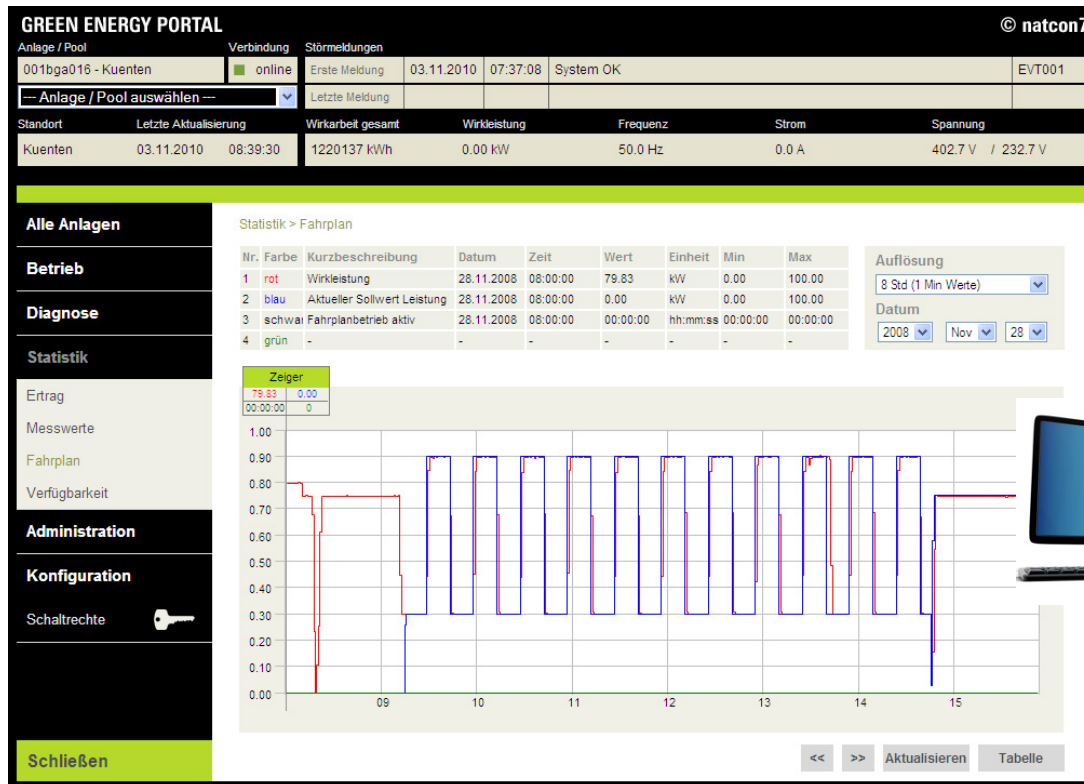 GREEN ENERGY PORTAL © natcon7
Anlage / Pool Verbindung Störmeldungen
001bga016 - Kuenten online Erste Meldung 03.11.2010 07:37:08 System OK EVT001
--- Anlage / Pool auswählen --- Letzte Meldung
Standort Letzte Aktualisierung Wirkarbeit gesamt Wirkleistung Frequenz Strom Spannung
Kuenten 03.11.2010 08:39:30 1220137 kWh 0.00 kW 50.0 Hz 0.0 A 402.7 V / 232.7 V
Alle Anlagen
Betrieb
Diagnose
Statistik
Ertrag
Messwerte
Fahrplan
Verfügbarkeit
Administration
Konfiguration
Schaltrechte
Schließen
Statistik > Fahrplan
Nr. Farbe Kurzbeschreibung Datum Zeit Wert Einheit Min Max
1 rot Wirkleistung 28.11.2008 08:00:00 79.83 kW 0.00 100.00
2 blau Aktueller Sollwert Leistung 28.11.2008 08:00:00 0.00 kW 0.00 100.00
3 schwar Fahrplanbetrieb aktiv 28.11.2008 08:00:00 00:00:00 hh:mm:ss 00:00:00 00:00:00
4 grün - - - - - - -
Auflösung
8 Std (1 Min Werte)
Datum
2008 Nov 28
Zeiger
79.83 0.00
00:00:00 0
1.00
0.90
0.80
0.70
0.60
0.50
0.40
0.30
0.20
0.10
0.00
09 10 11 12 13 14 15
<< >> Aktualisieren Tabelle